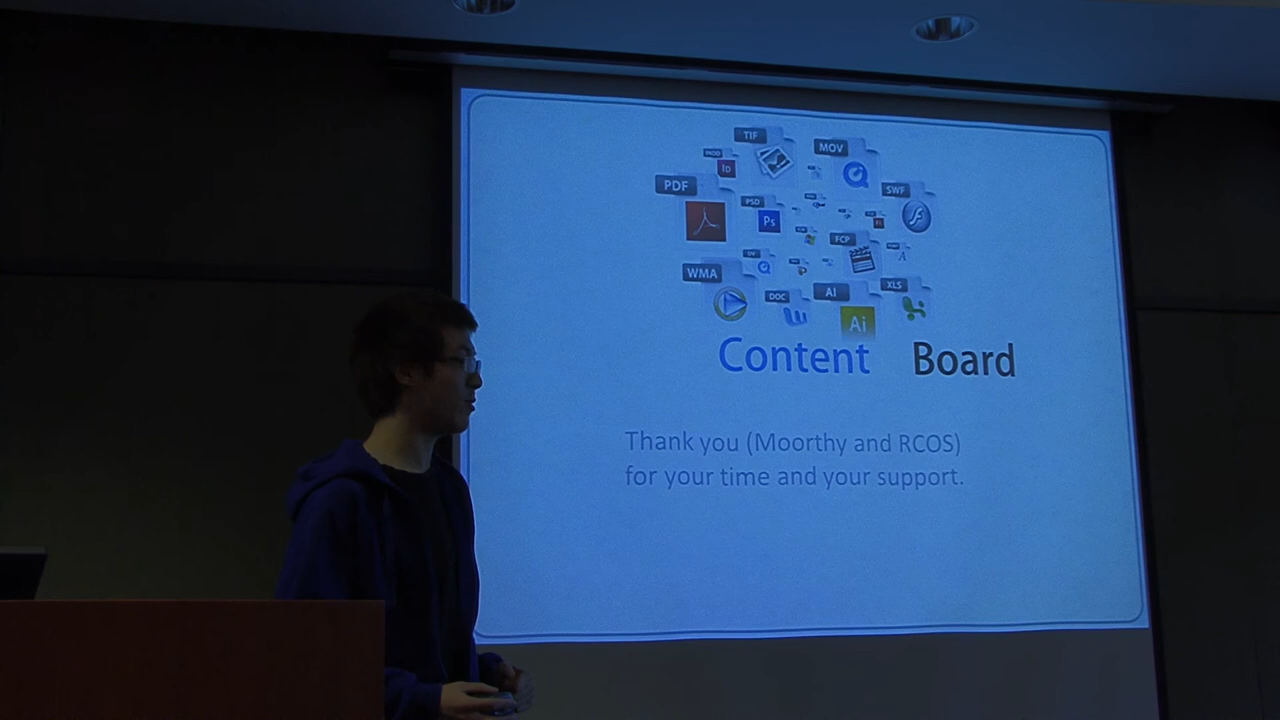 TIF
MOV
PDF
Id
SWF
PSD
Ps
FCP
WMA
DOC
AI
XLS
Ai
Content Board
Thank you (Moorthy and RCOS)
for your time and your support.